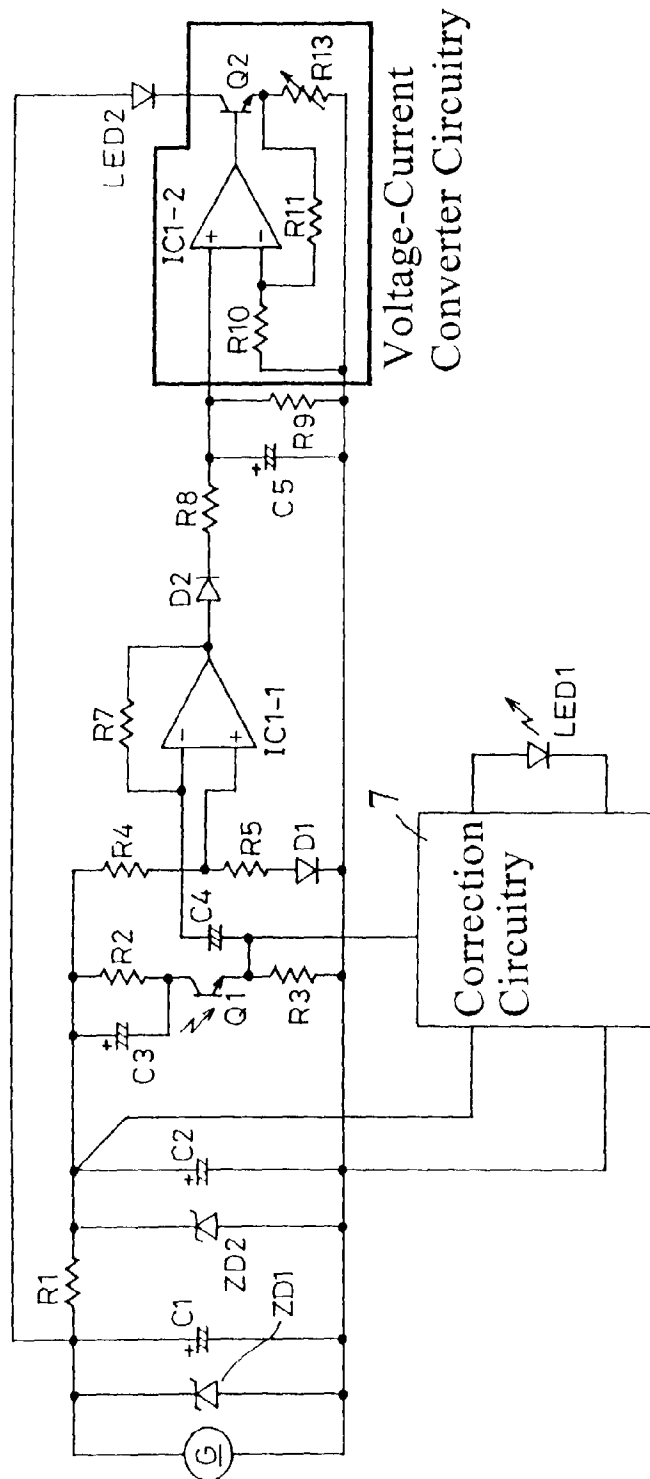 LED2
Q2
R13
IC1-2
+
-
R11
R10
Voltage-Current
Converter Circuitry
R9
+
C5
R8
D2
R7
-
+
IC1-1
R4
R5
D1
C4
R2
+
C3
Q1
R3
7
Correction
Circuitry
LED1
R1
+
C2
ZD2
+
C1
ZD1
G